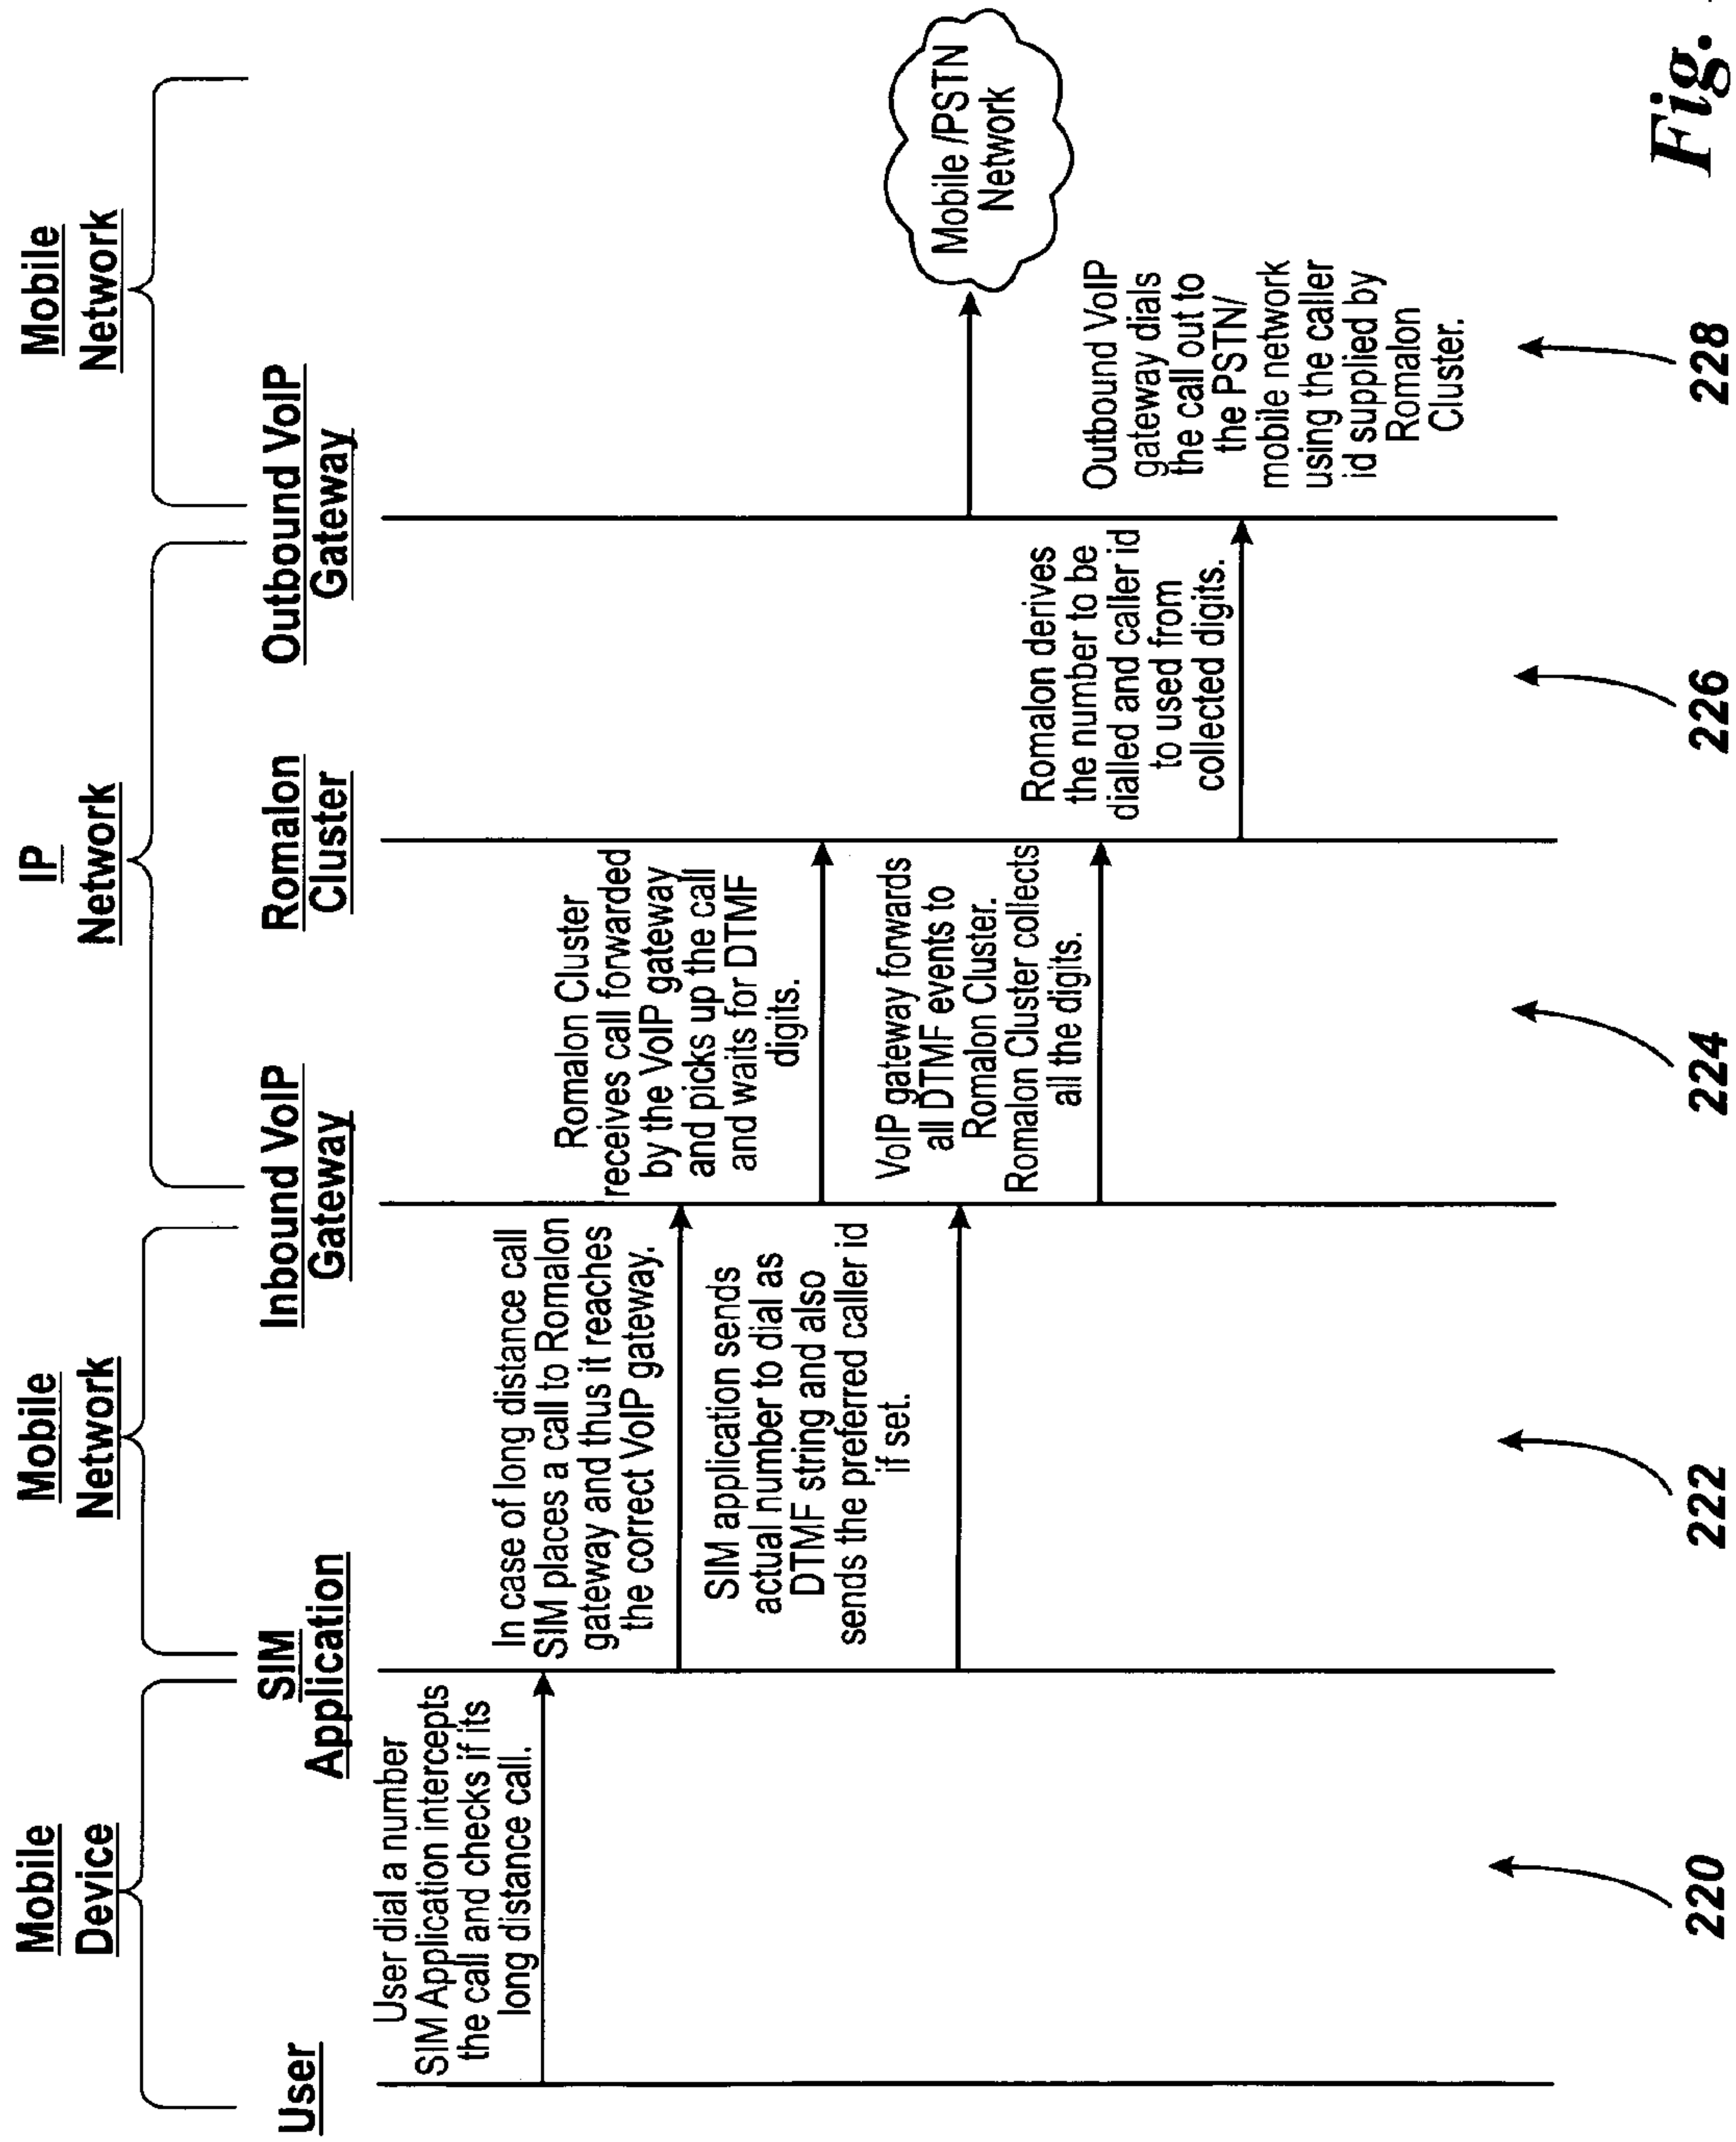 Mobile
Device
Mobile
Network
IP
Network
Mobile
Network
User
SIM
Application
Inbound VoIP
Gateway
Romalon
Cluster
Outbound VoIP
Gateway
User dial a number
SIM Application intercepts
the call and checks if its
long distance call.
In case of long distance call
SIM places a call to Romalon
gateway and thus it reaches
the correct VoIP gateway.
SIM application sends
actual number to dial as
DTMF string and also
sends the preferred caller id
if set.
Romalon Cluster
receives call forwarded
by the VoIP gateway
and picks up the call
and waits for DTMF
digits.
VoIP gateway forwards
all DTMF events to
Romalon Cluster.
Romalon Cluster collects
all the digits.
Romalon derives
the number to be
dialled and caller id
to used from
collected digits.
Mobile /PSTN
Network
Outbound VoIP
gateway dials
the call out to
the PSTN/
mobile network
using the caller
id supplied by
Romalon
Cluster.
220
222
224
226
228
Fig.